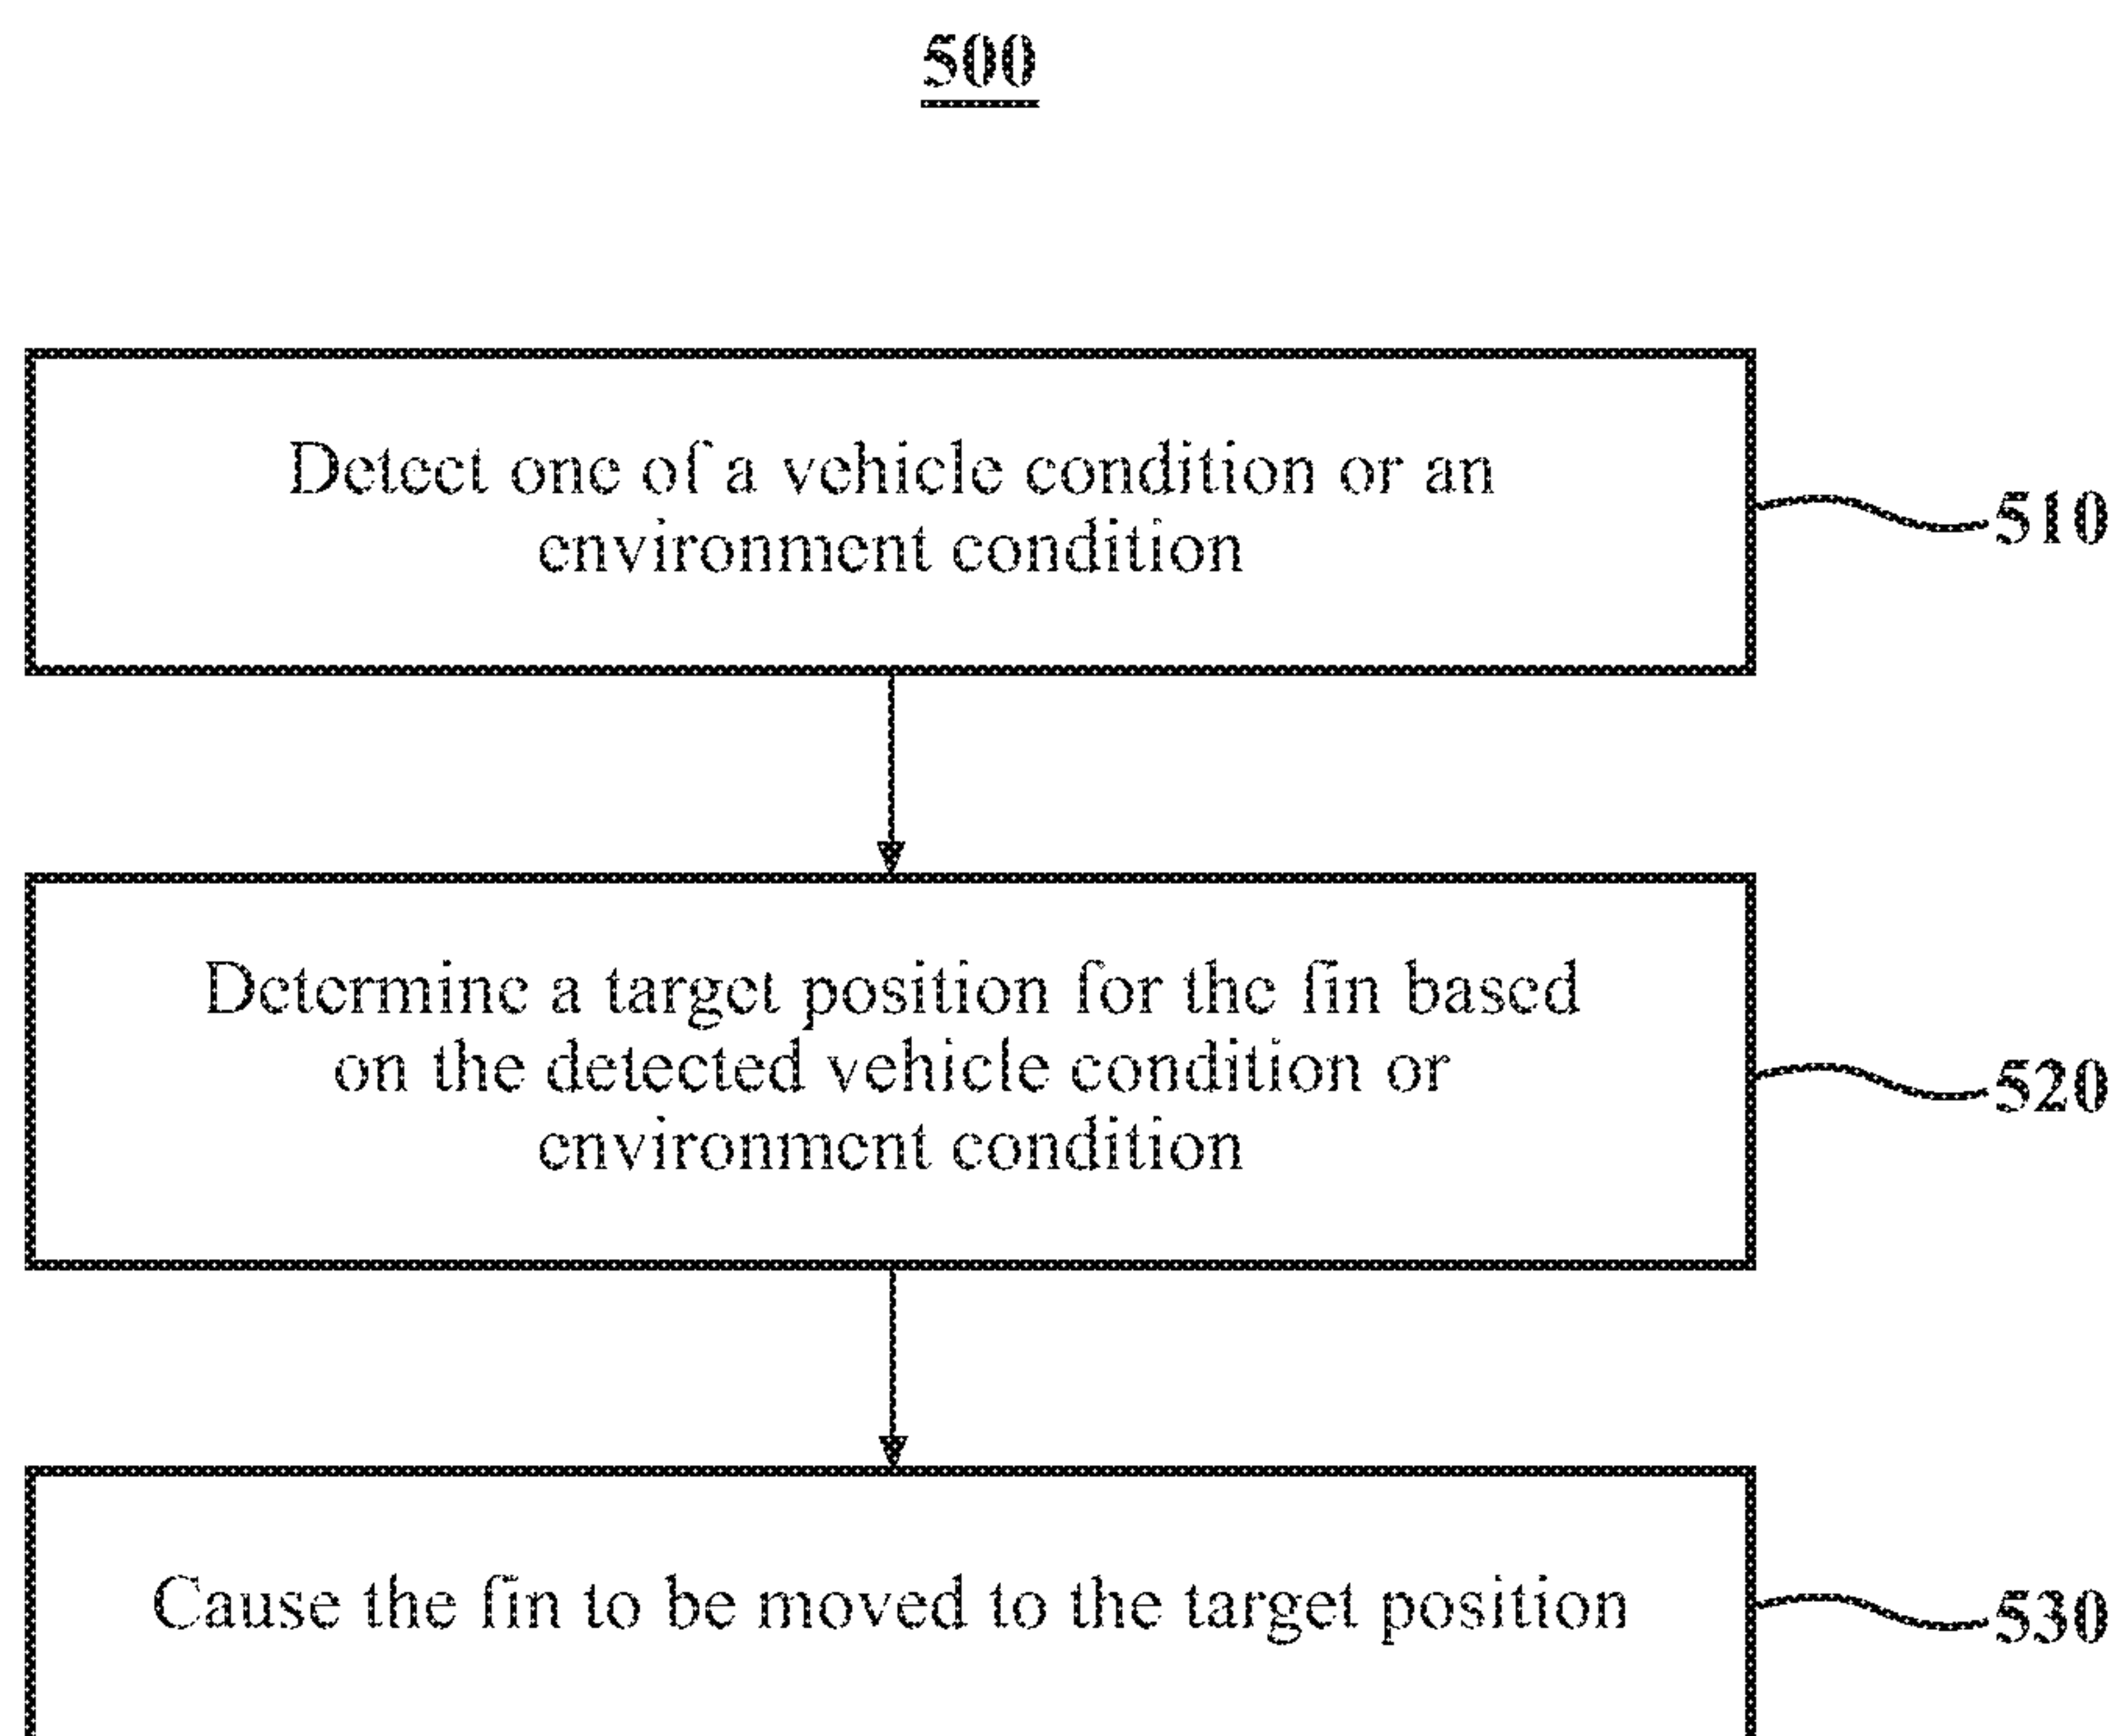 500
Detect one of a vehicle condition or an
environment condition
510
Determine a target position for the fin based
on the detected vehicle condition or
environment condition
520
Cause the fin to be moved to the target position
530